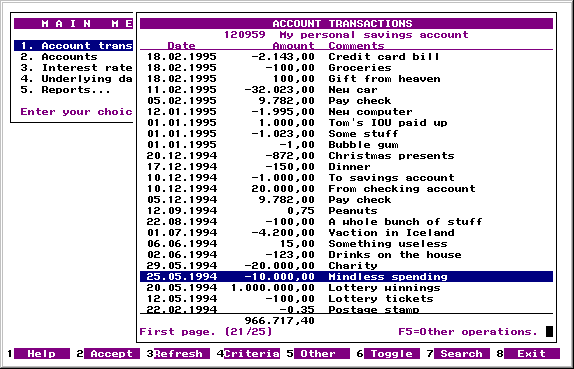 M A I N   M E
1. Account trans
2. Accounts
3. Interest rate
4. Underlying da
5. Reports...
Enter your choic
ACCOUNT TRANSACTIONS
120959 My personal savings account
Date Amount Comments
18.02.1995 -2.143,00 Credit card bill
18.02.1995 -100,00 Groceries
18.02.1995 100,00 Gift from heaven
11.02.1995 -32.023,00 New car
05.02.1995 9.782,00 Pay check
12.01.1995 -1.995,00 New computer
01.01.1995 1.000,00 Tom's IOU paid up
01.01.1995 -1.023,00 Some stuff
01.01.1995 -1,00 Bubble gum
20.12.1994 -872,00 Christmas presents
17.12.1994 -150,00 Dinner
10.12.1994 -1.000,00 To savings account
10.12.1994 20.000,00 From checking account
05.12.1994 9.782,00 Pay check
12.09.1994 0,75 Peanuts
22.08.1994 -100,00 A whole bunch of stuff
01.07.1994 -4.200,00 Vaction in Iceland
06.06.1994 15,00 Something useless
02.06.1994 -123,00 Drinks on the house
29.05.1994 -20.000,00 Charity
25.05.1994 -10.000,00 Mindless spending
20.05.1994 1.000.000,00 Lottery winnings
12.05.1994 -100,00 Lottery tickets
22.02.1994 -0,35 Postage stamp
966.717,40
First page. (21/25) F5=Other operations.
1 Help 2 Accept 3Refresh 4Criteria 5 Other 6 Toggle 7 Search 8 Exit